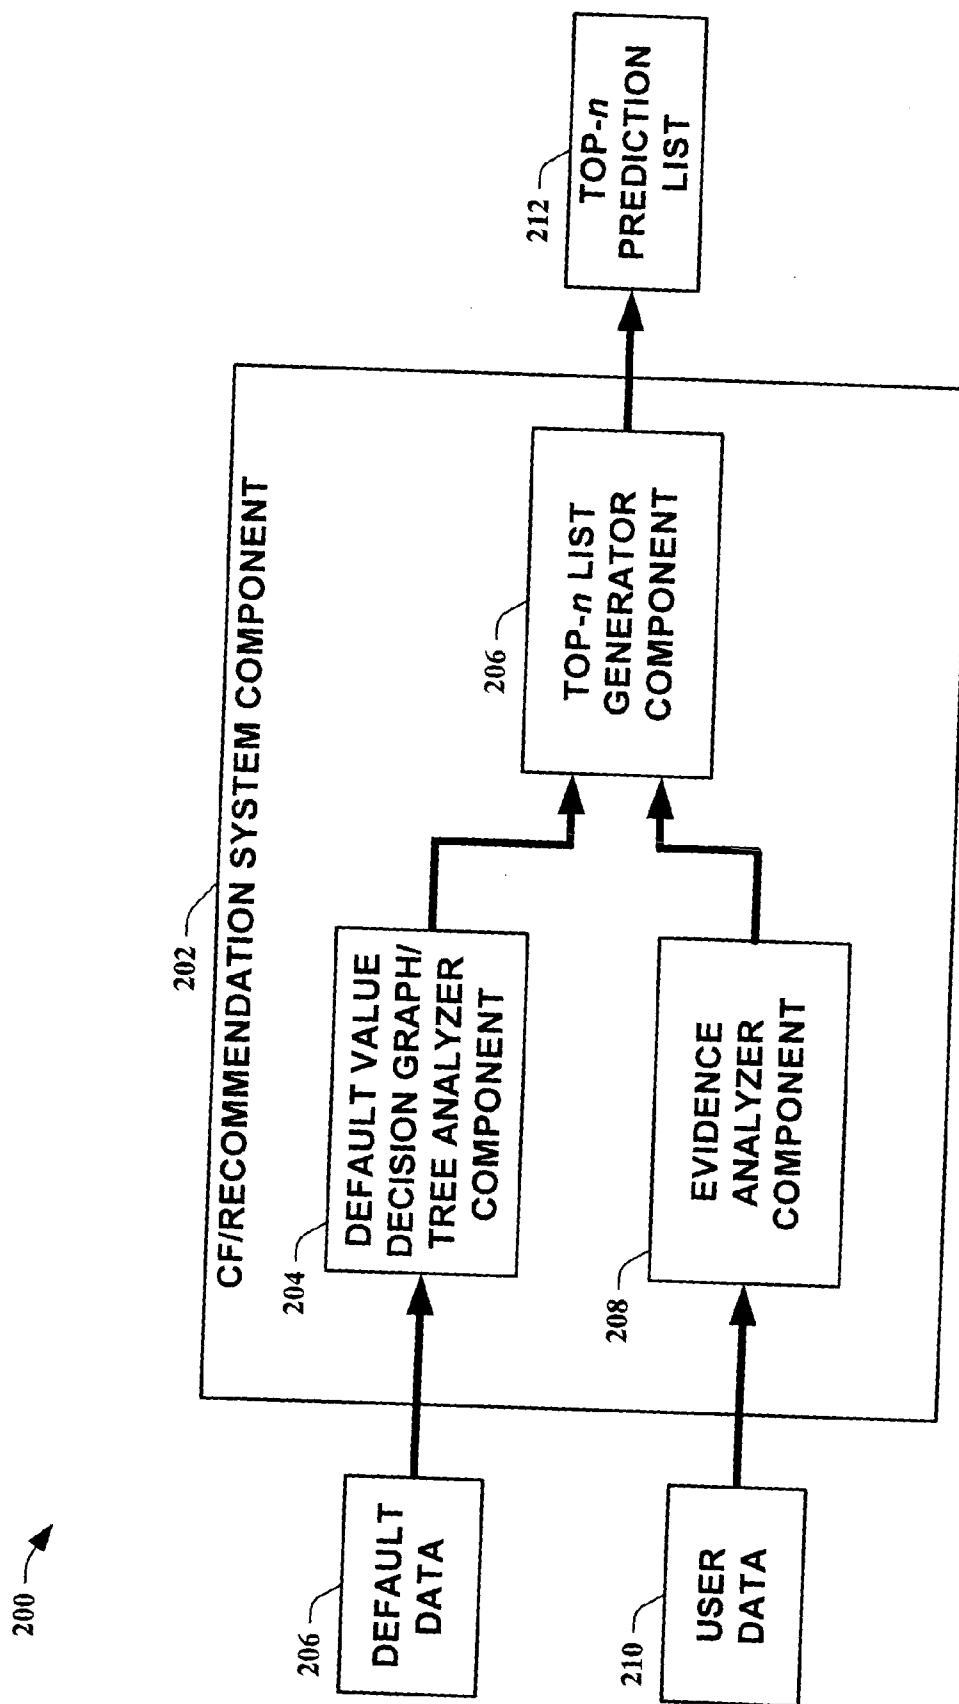 200
202
CF/RECOMMENDATION SYSTEM COMPONENT
206
DEFAULT
DATA
204
DEFAULT VALUE
DECISION GRAPH/
TREE ANALYZER
COMPONENT
206
TOP-n LIST
GENERATOR
COMPONENT
212
TOP-n
PREDICTION
LIST
210
USER
DATA
208
EVIDENCE
ANALYZER
COMPONENT